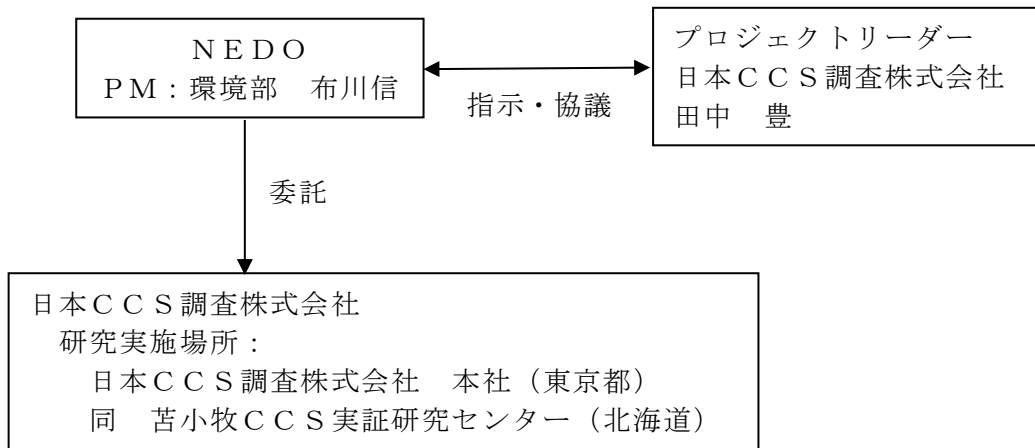 ＮＥＤＯ
ＰＭ：環境部　布川信
プロジェクトリーダー
日本ＣＣＳ調査株式会社
田中　豊
指示・協議
委託
日本ＣＣＳ調査株式会社
研究実施場所：
日本ＣＣＳ調査株式会社　本社（東京都）
同　苫小牧ＣＣＳ実証研究センター（北海道）